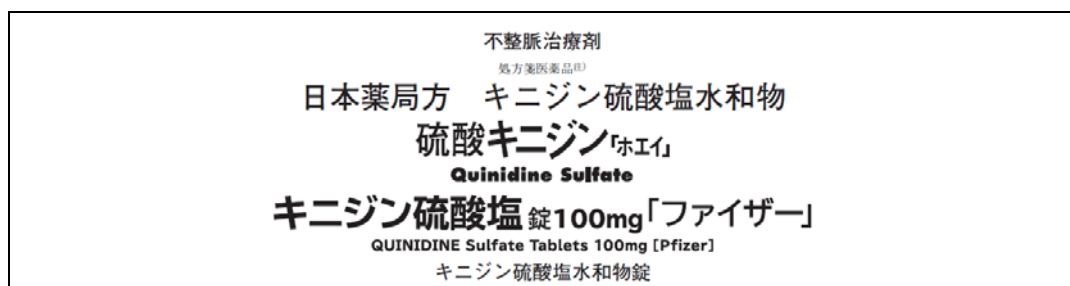 不整脈治療剤
処方箋医薬品注)
日本薬局方　キニジン硫酸塩水和物
硫酸キニジン「ホエイ」
Quinidine Sulfate
キニジン硫酸塩 錠100mg「ファイザー」
QUINIDINE Sulfate Tablets 100mg [Pfizer]
キニジン硫酸塩水和物錠